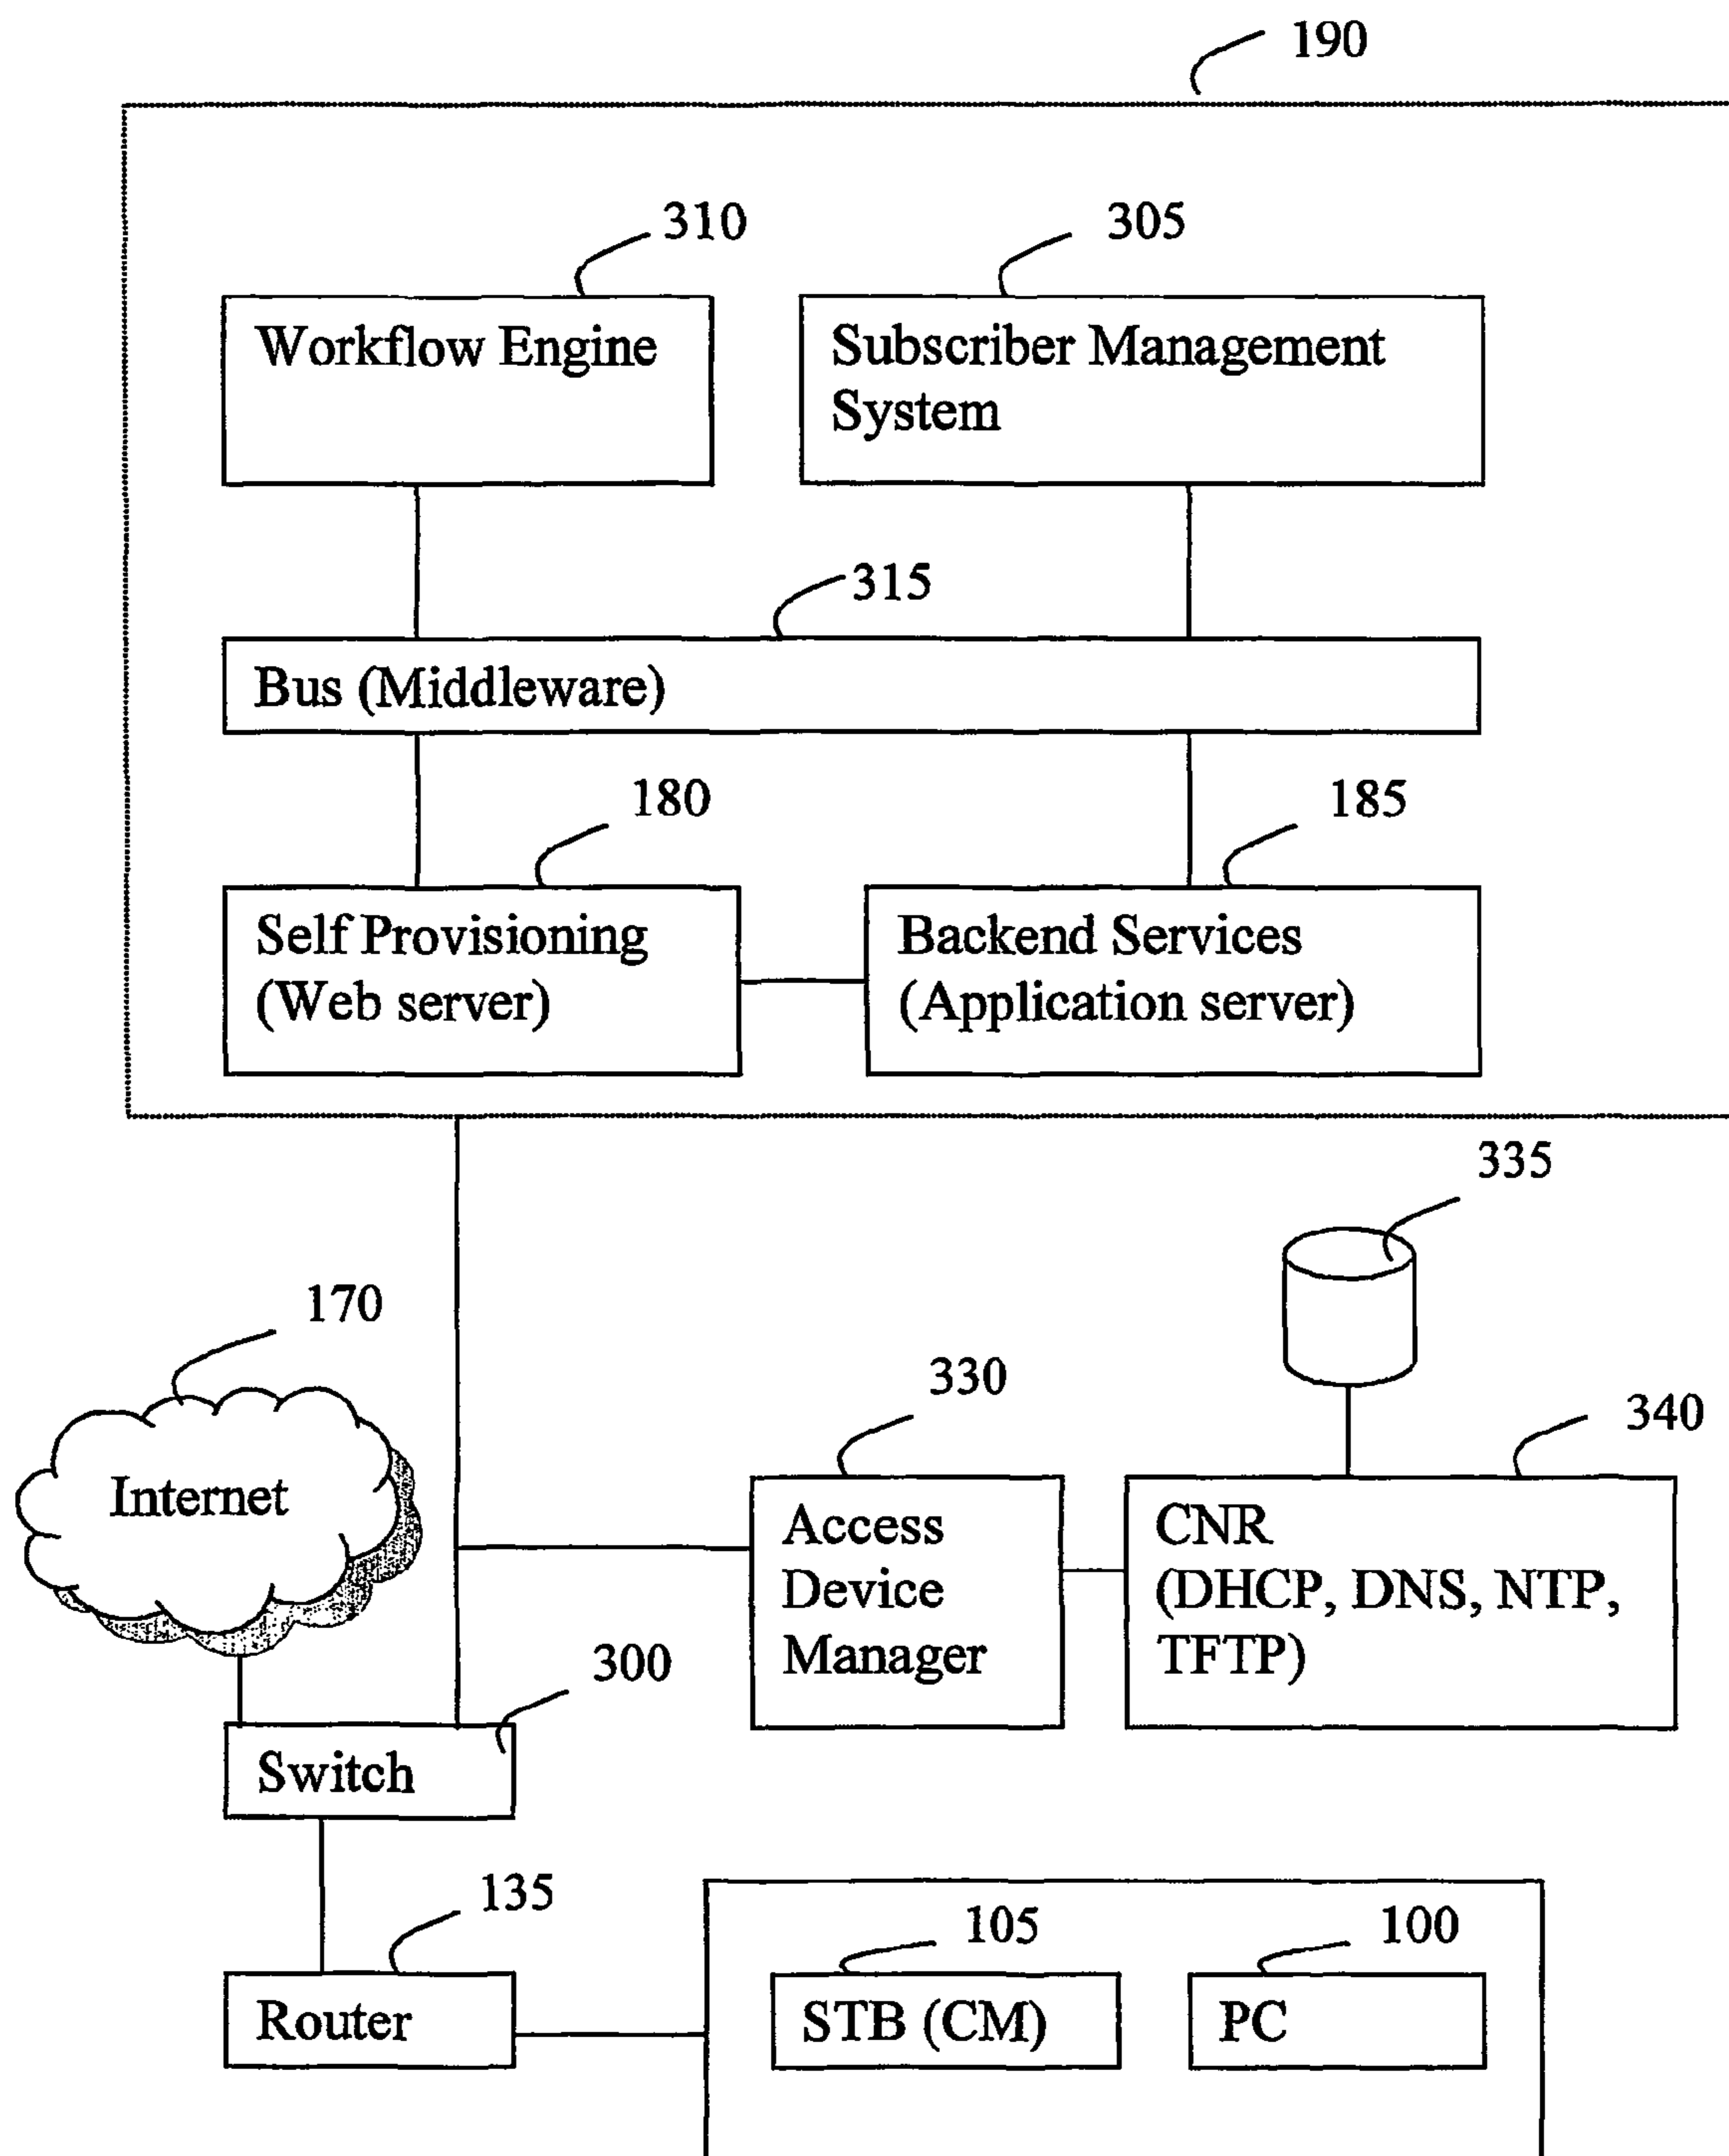 190
310
305
Workflow Engine
Subscriber Management
System
315
Bus (Middleware)
180
185
Self Provisioning
(Web server)
Backend Services
(Application server)
335
170
330
340
Internet
Access
Device
Manager
CNR
(DHCP, DNS, NTP,
TFTP)
300
Switch
135
105
100
Router
STB (CM)
PC